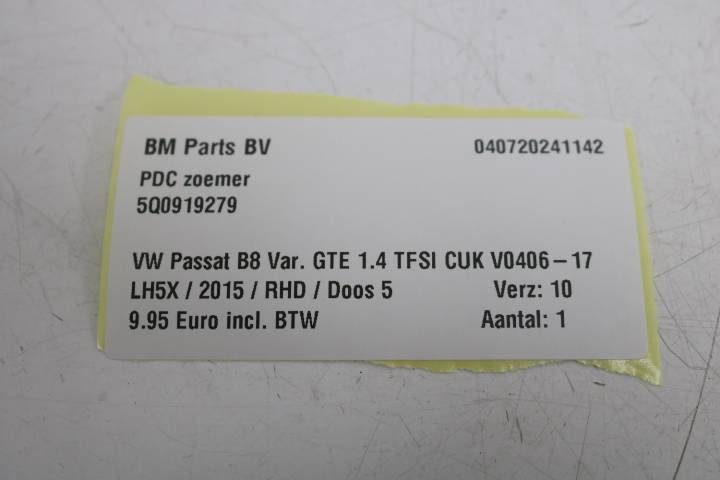 BM Parts BV 040720241142
PDC zoemer
5Q0919279
VW Passat B8 Var. GTE 1.4 TFSI CUK V0406-17
LH5X / 2015 / RHD / Doos 5 Verz: 10
9.95 Euro incl. BTW Aantal: 1